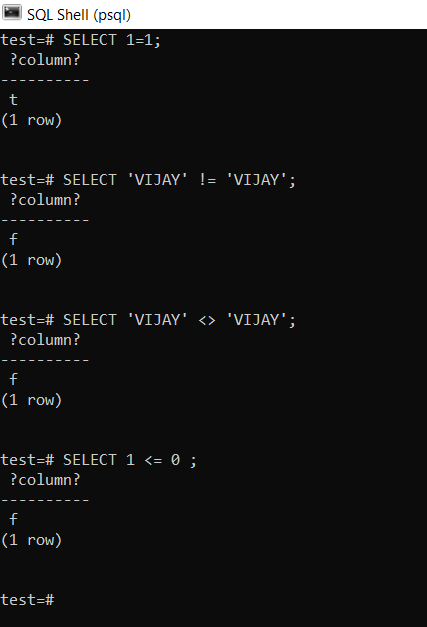 SQL Shell (psql)
test=# SELECT 1=1;
 ?column?
----------
 t
(1 row)
test=# SELECT 'VIJAY' != 'VIJAY';
 ?column?
----------
 f
(1 row)
test=# SELECT 'VIJAY' <> 'VIJAY';
 ?column?
----------
 f
(1 row)
test=# SELECT 1 <= 0 ;
 ?column?
----------
 f
(1 row)
test=#